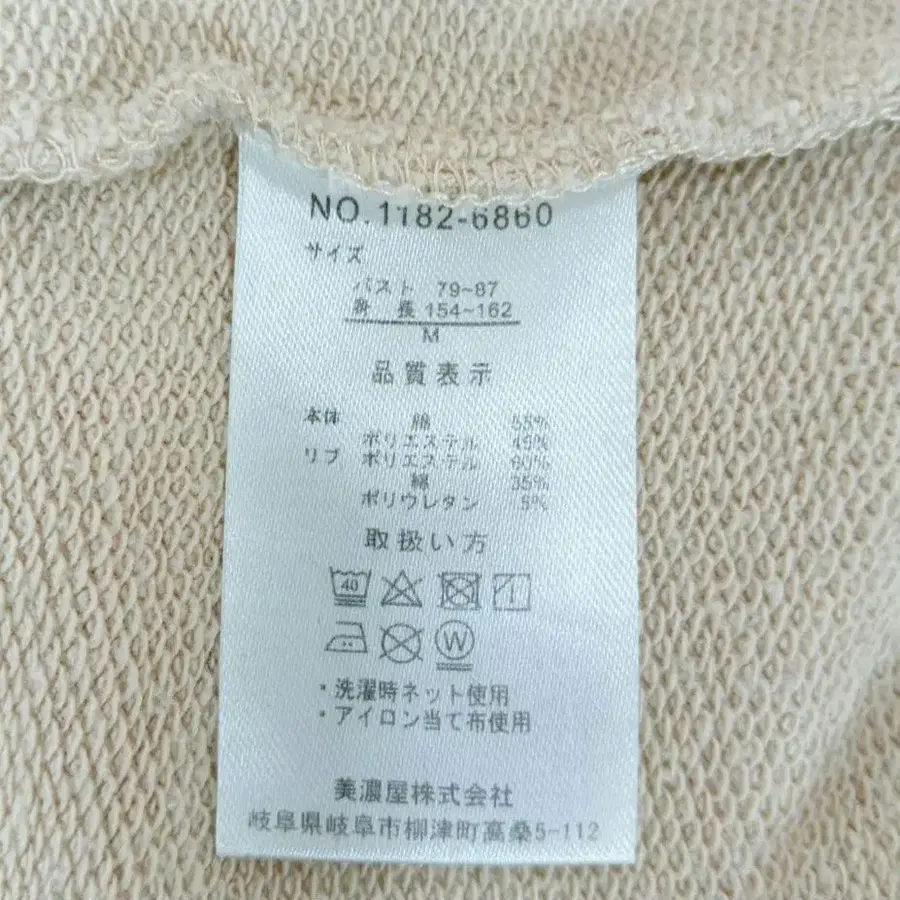 NO.1182-6860
サイズ
バスト 79~87
身 長 154~162
M
品質表示
本体 綿 55%
ポリエステル 45%
リブ ポリエステル 60%
綿 35%
ポリウレタン 5%
取扱い方
40
W
・洗濯時ネット使用
・アイロン当て布使用
美濃屋株式会社
岐阜県岐阜市柳津町高桑5-112